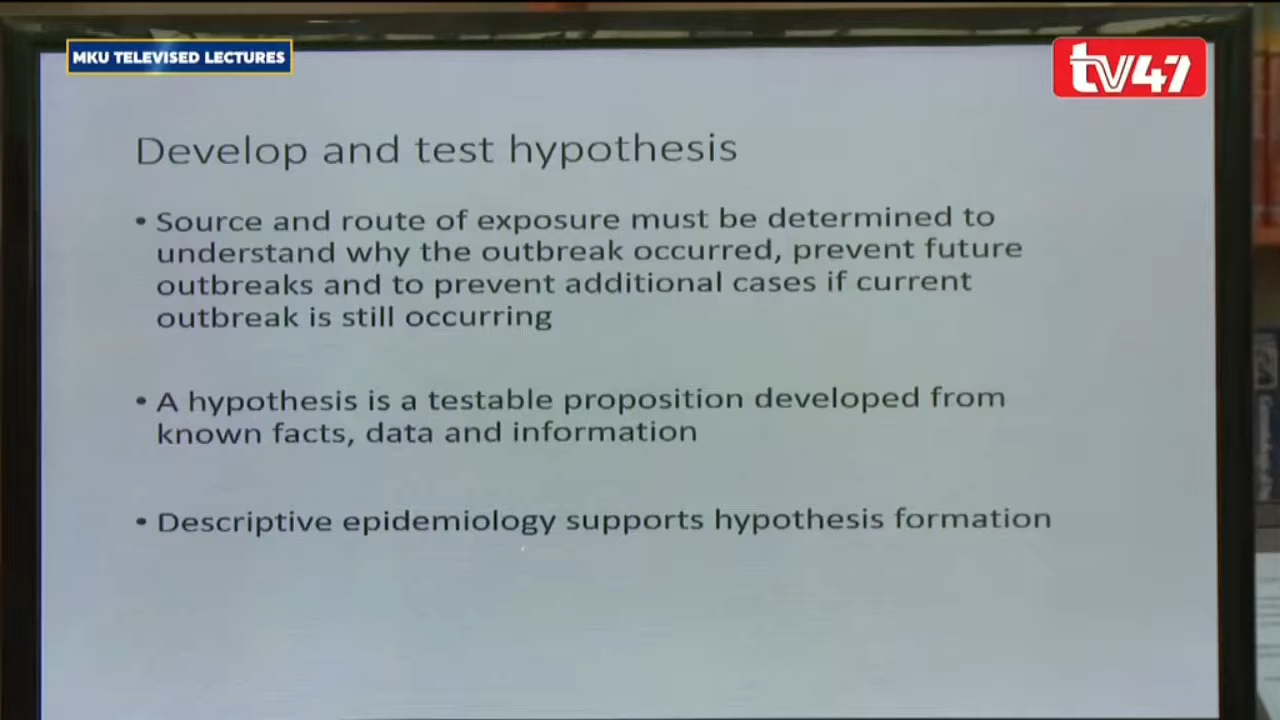 MKU TELEVISED LECTURES
tv47
Develop and test hypothesis
• Source and route of exposure must be determined to
understand why the outbreak occurred, prevent future
outbreaks and to prevent additional cases if current
outbreak is still occurring
• A hypothesis is a testable proposition developed from
known facts, data and information
• Descriptive epidemiology supports hypothesis formation